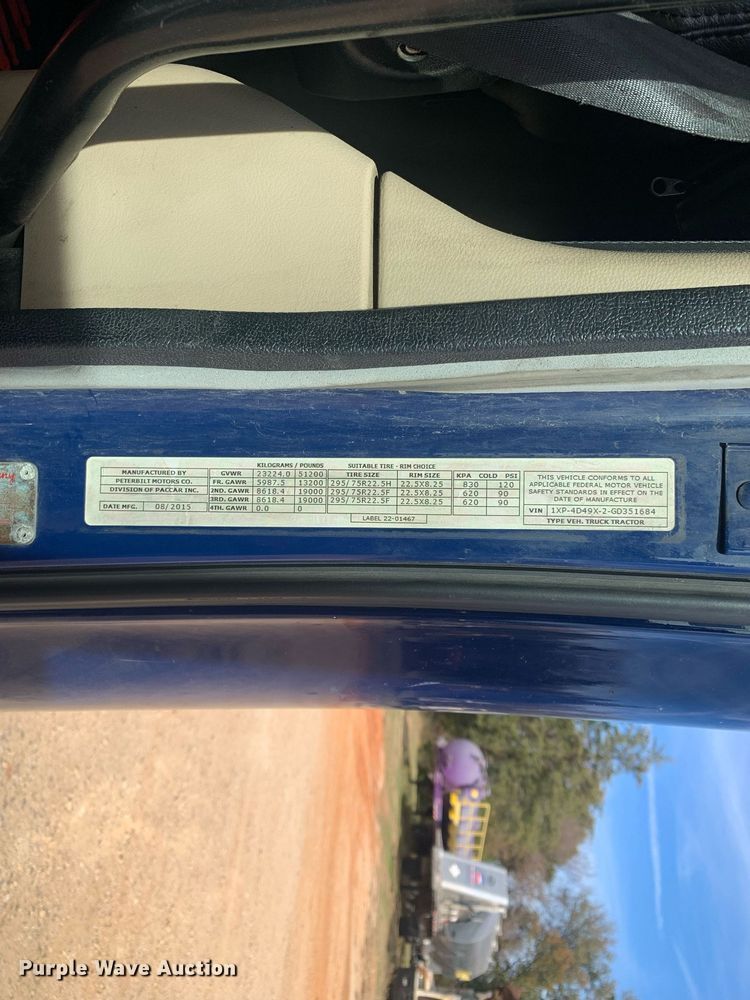 ny
KILOGRAMS / POUNDS SUITABLE TIRE - RIM CHOICE
MANUFACTURED BY GVWR 23224.0 51200 TIRE SIZE RIM SIZE KPA COLD PSI
PETERBILT MOTORS CO. FR. GAWR 5987.5 13200 295/75R22.5H 22.5X8.25 830 120
DIVISION OF PACCAR INC. 2ND. GAWR 8618.4 19000 295/75R22.5F 22.5X8.25 620 90
3RD. GAWR 8618.4 19000 295/75R22.5F 22.5X8.25 620 90
DATE MFG. 08/2015 4TH. GAWR 0.0 0
LABEL 22-01467
THIS VEHICLE CONFORMS TO ALL
APPLICABLE FEDERAL MOTOR VEHICLE
SAFETY STANDARDS IN EFFECT ON THE
DATE OF MANUFACTURE
VIN 1XP-4D49X-2-GD351684
TYPE VEH. TRUCK TRACTOR
Purple Wave Auction